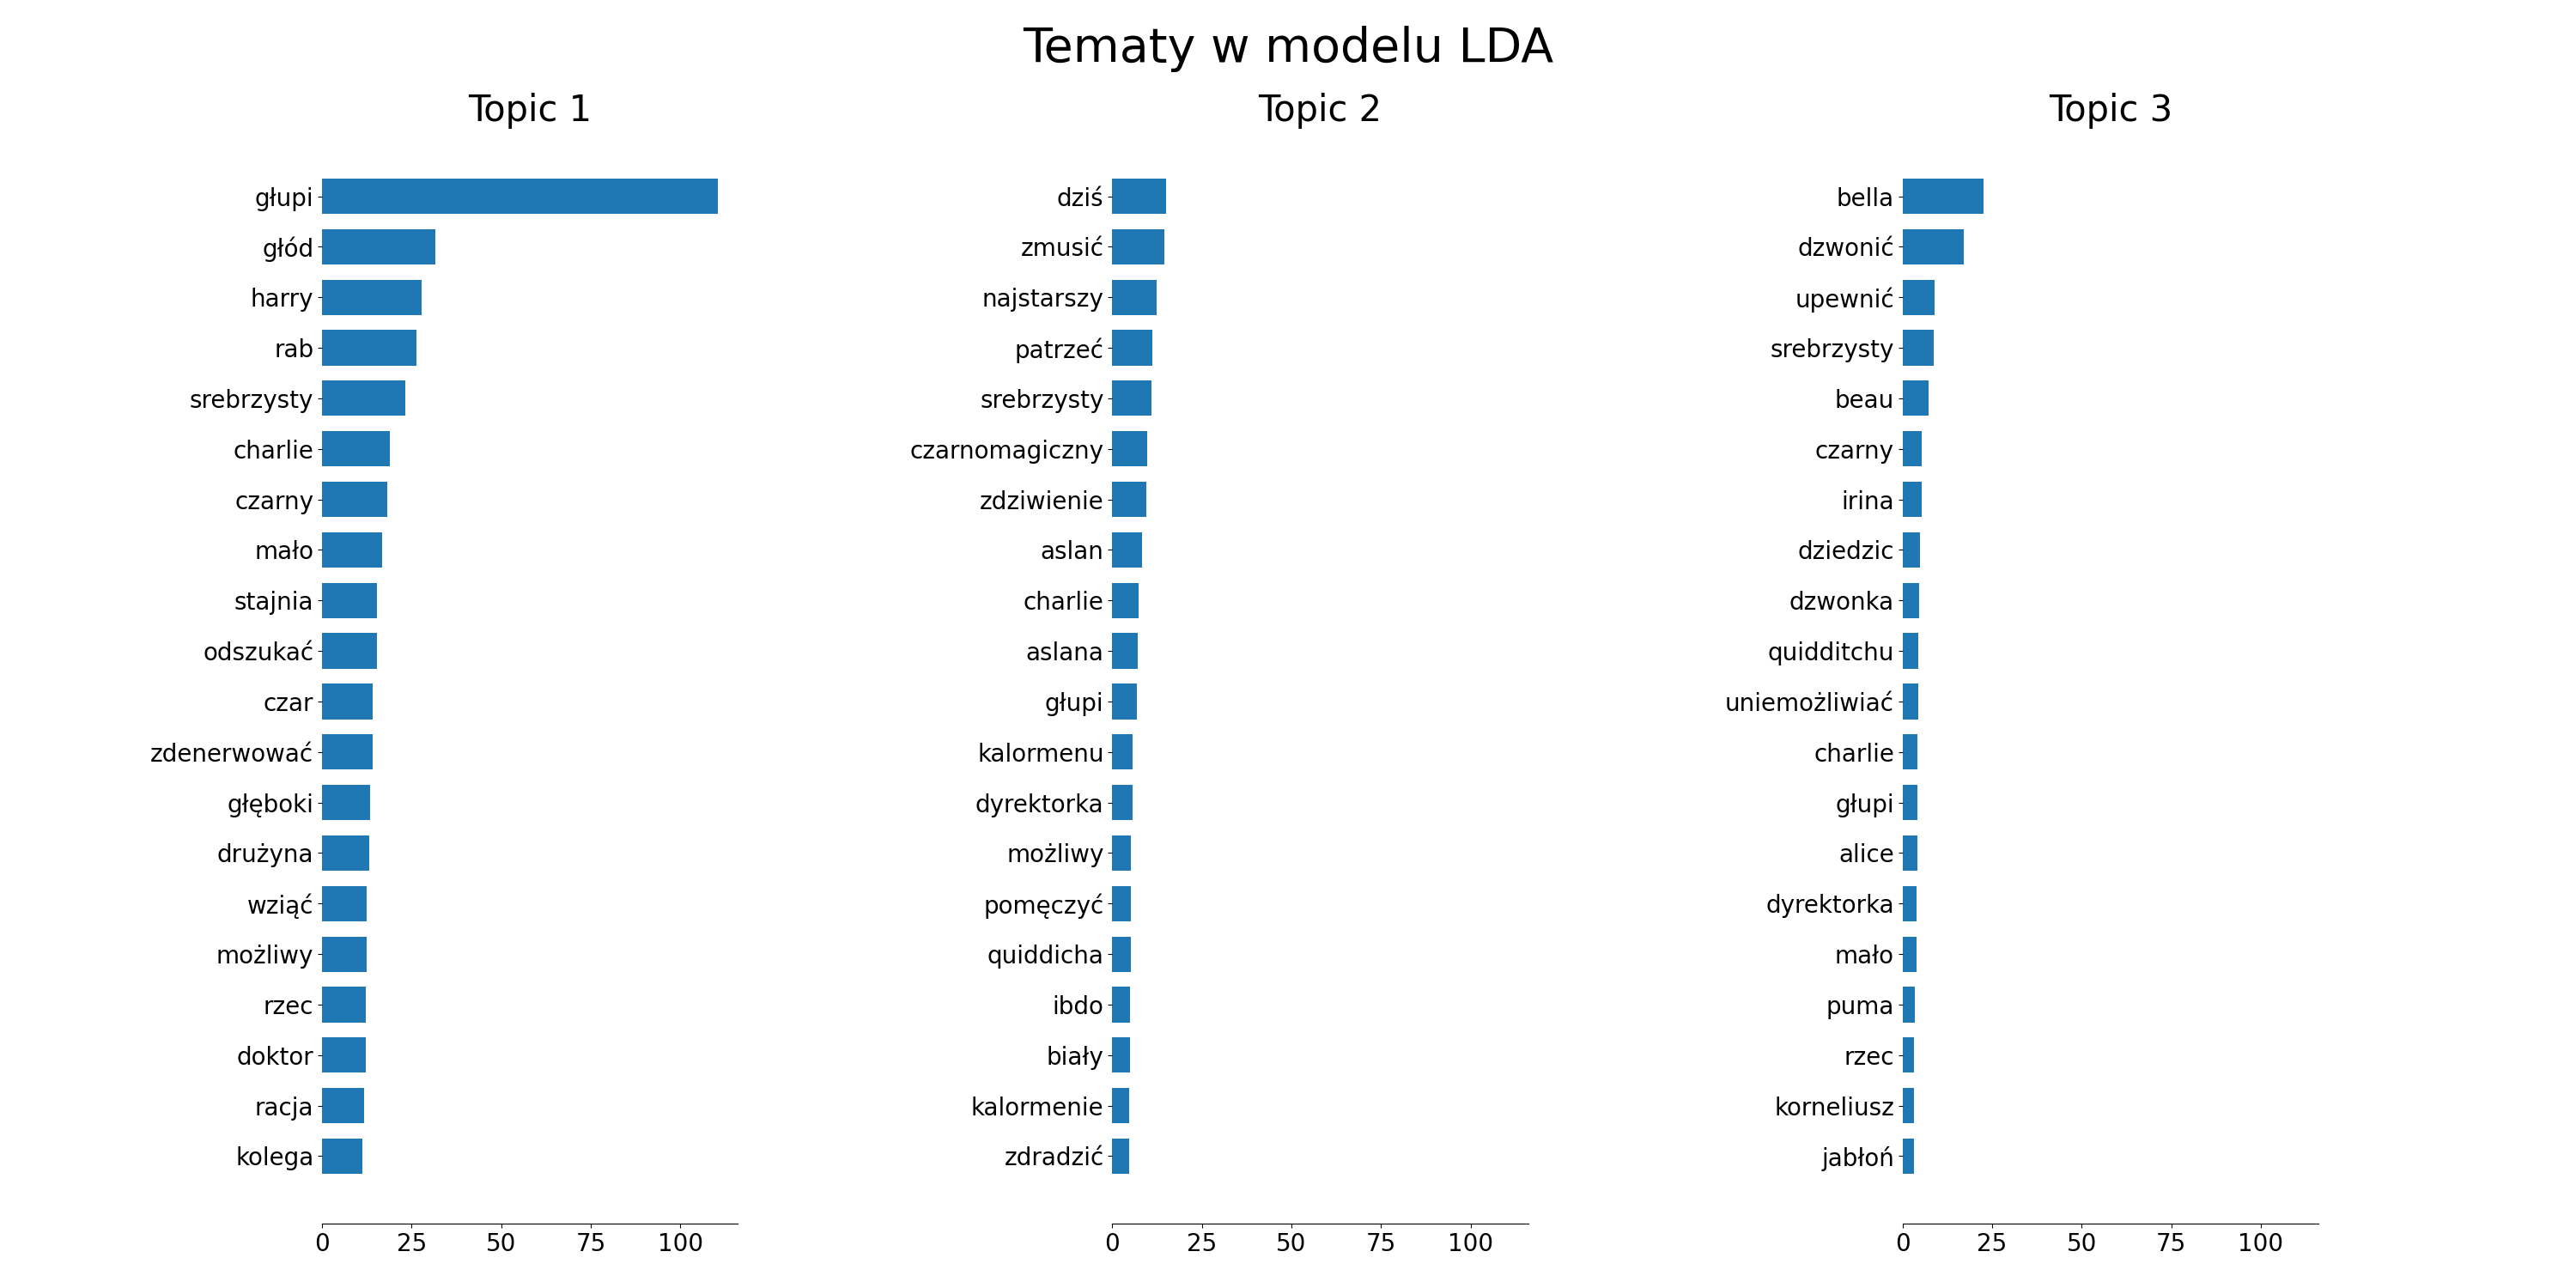 Tematy w modelu LDA
Topic 1
głupi
głód
harry
rab
srebrzysty
charlie
czarny
mało
stajnia
odszukać
czar
zdenerwować
głęboki
drużyna
wziąć
możliwy
rzec
doktor
racja
kolega
0 25 50 75 100
Topic 2
dziś
zmusić
najstarszy
patrzeć
srebrzysty
czarnomagiczny
zdziwienie
aslan
charlie
aslana
głupi
kalormenu
dyrektorka
możliwy
pomęczyć
quiddicha
ibdo
biały
kalormenie
zdradzić
0 25 50 75 100
Topic 3
bella
dzwonić
upewnić
srebrzysty
beau
czarny
irina
dziedzic
dzwonka
quidditchu
uniemożliwiać
charlie
głupi
alice
dyrektorka
mało
puma
rzec
korneliusz
jabłoń
0 25 50 75 100